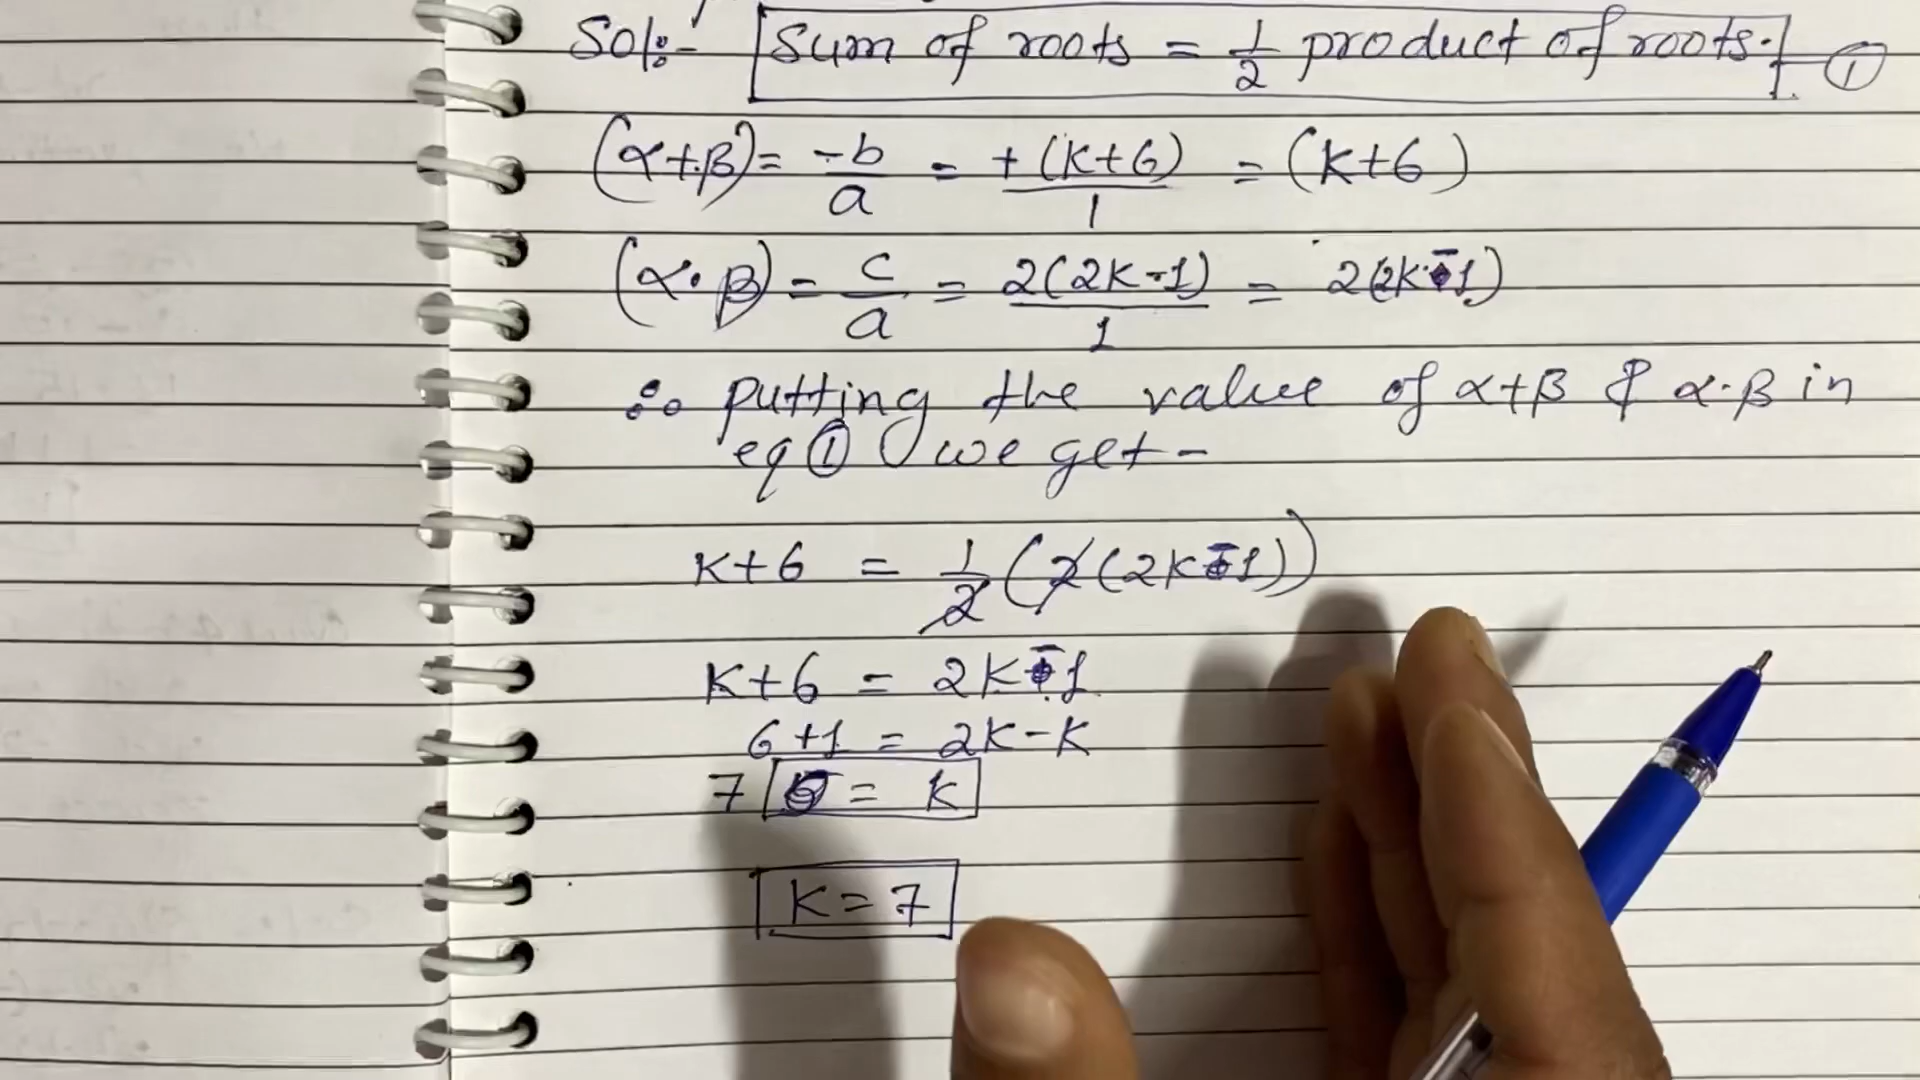 Sol:- Sum of roots = 1/2 product of roots. ①
(α+β) = -b/a = +(K+6)/1 = (K+6)
(α·β) = c/a = 2(2K-1)/1 = 2(2K-1)
∴ putting the value of α+β & α·β in
eq ① we get -
K+6 = 1/2 (2(2K-1))
K+6 = 2K-1
6+1 = 2K-K
7 = K
K = 7